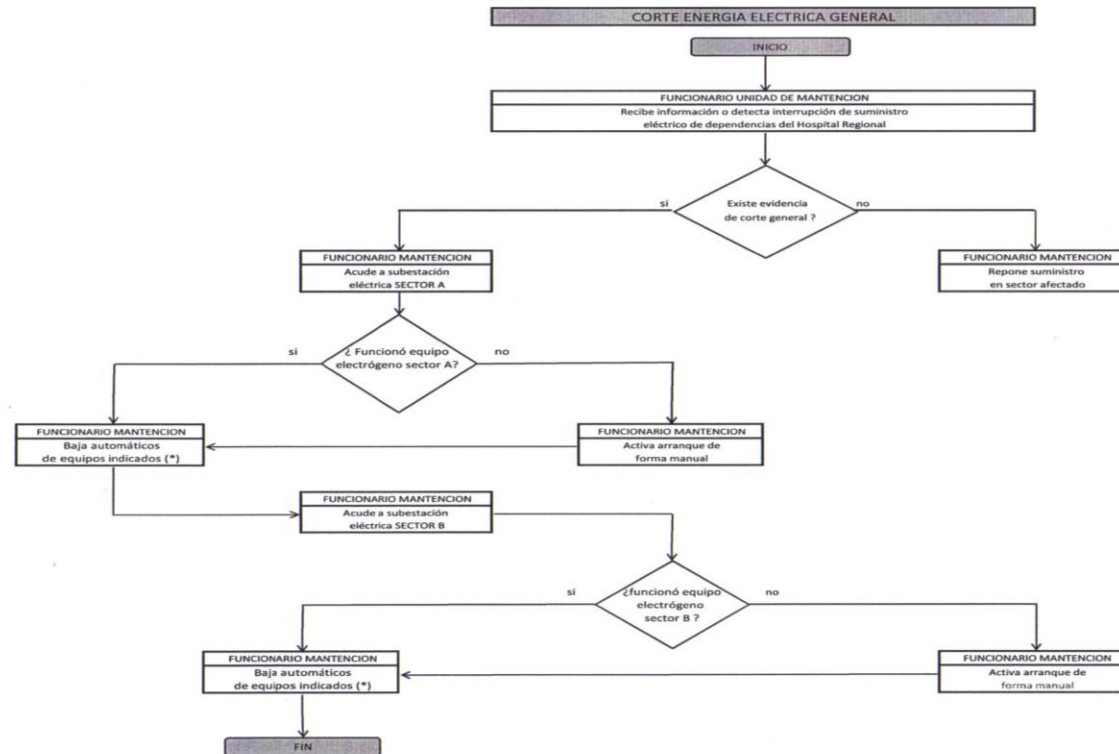 CORTE ENERGIA ELECTRICA GENERAL
INICIO
FUNCIONARIO UNIDAD DE MANTENCION
Recibe información o detecta interrupción de suministro
eléctrico de dependencias del Hospital Regional
Existe evidencia
de corte general ?
si
no
FUNCIONARIO MANTENCION
Acude a subestación
eléctrica SECTOR A
FUNCIONARIO MANTENCION
Repone suministro
en sector afectado
¿ Funcionó equipo
electrógeno sector A?
si
no
FUNCIONARIO MANTENCION
Baja automáticos
de equipos indicados (*)
FUNCIONARIO MANTENCION
Activa arranque de
forma manual
FUNCIONARIO MANTENCION
Acude a subestación
eléctrica SECTOR B
¿funcionó equipo
electrógeno
sector B ?
si
no
FUNCIONARIO MANTENCION
Baja automáticos
de equipos indicados (*)
FUNCIONARIO MANTENCION
Activa arranque de
forma manual
FIN